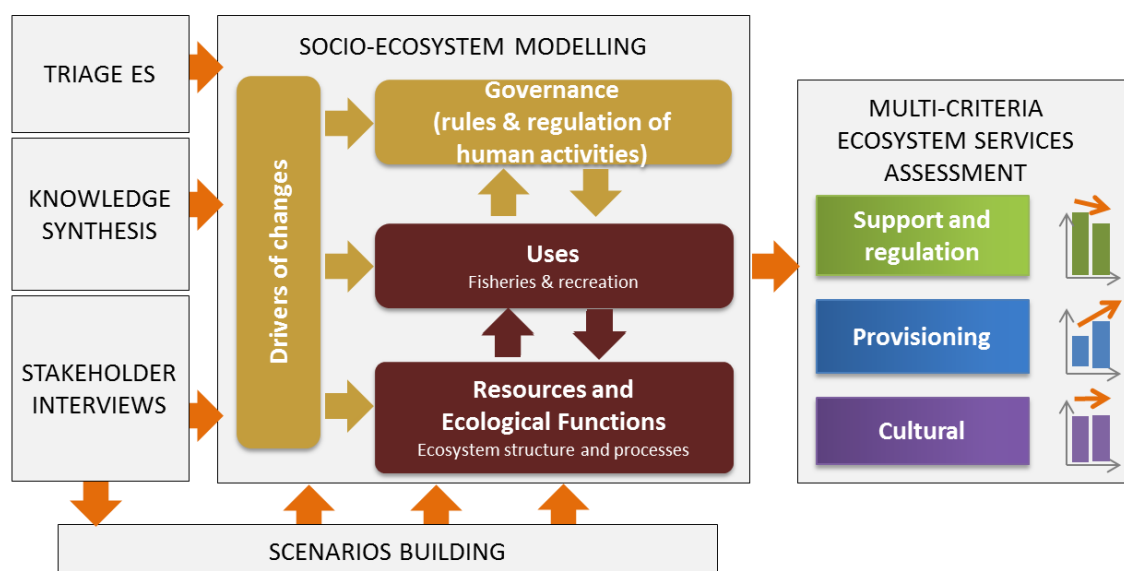 TRIAGE ES
KNOWLEDGE
SYNTHESIS
STAKEHOLDER
INTERVIEWS
SOCIO-ECOSYSTEM MODELLING
Drivers of changes
Governance
(rules & regulation of
human activities)
Uses
Fisheries & recreation
Resources and
Ecological Functions
Ecosystem structure and processes
MULTI-CRITERIA
ECOSYSTEM SERVICES
ASSESSMENT
Support and
regulation
Provisioning
Cultural
SCENARIOS BUILDING